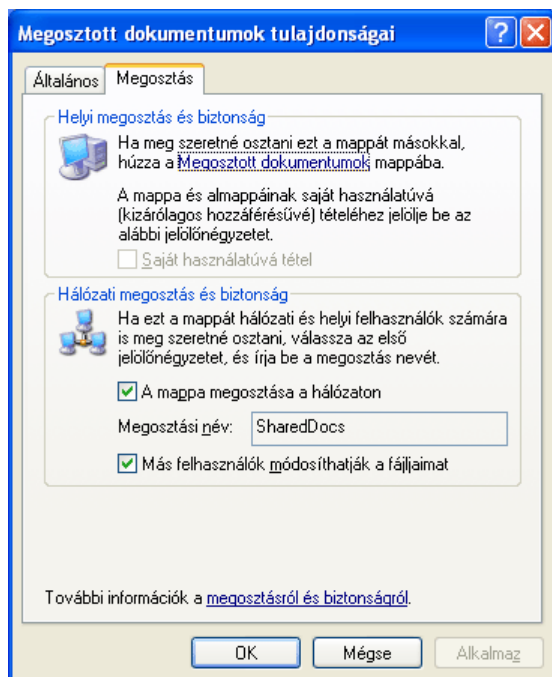 Megosztott dokumentumok tulajdonságai
Általános
Megosztás
Helyi megosztás és biztonság
Ha meg szeretné osztani ezt a mappát másokkal,
húzza a Megosztott dokumentumok mappába.
A mappa és almappáinak saját használatúvá
(kizárólagos hozzáférésűvé) tételéhez jelölje be az
alábbi jelölőnégyzetet.
Saját használatúvá tétel
Hálózati megosztás és biztonság
Ha ezt a mappát hálózati és helyi felhasználók számára
is meg szeretné osztani, válassza az első
jelölőnégyzetet, és írja be a megosztás nevét.
A mappa megosztása a hálózaton
Megosztási név: SharedDocs
Más felhasználók módosíthatják a fájljaimat
További információk a megosztásról és biztonságról.
OK
Mégse
Alkalmaz